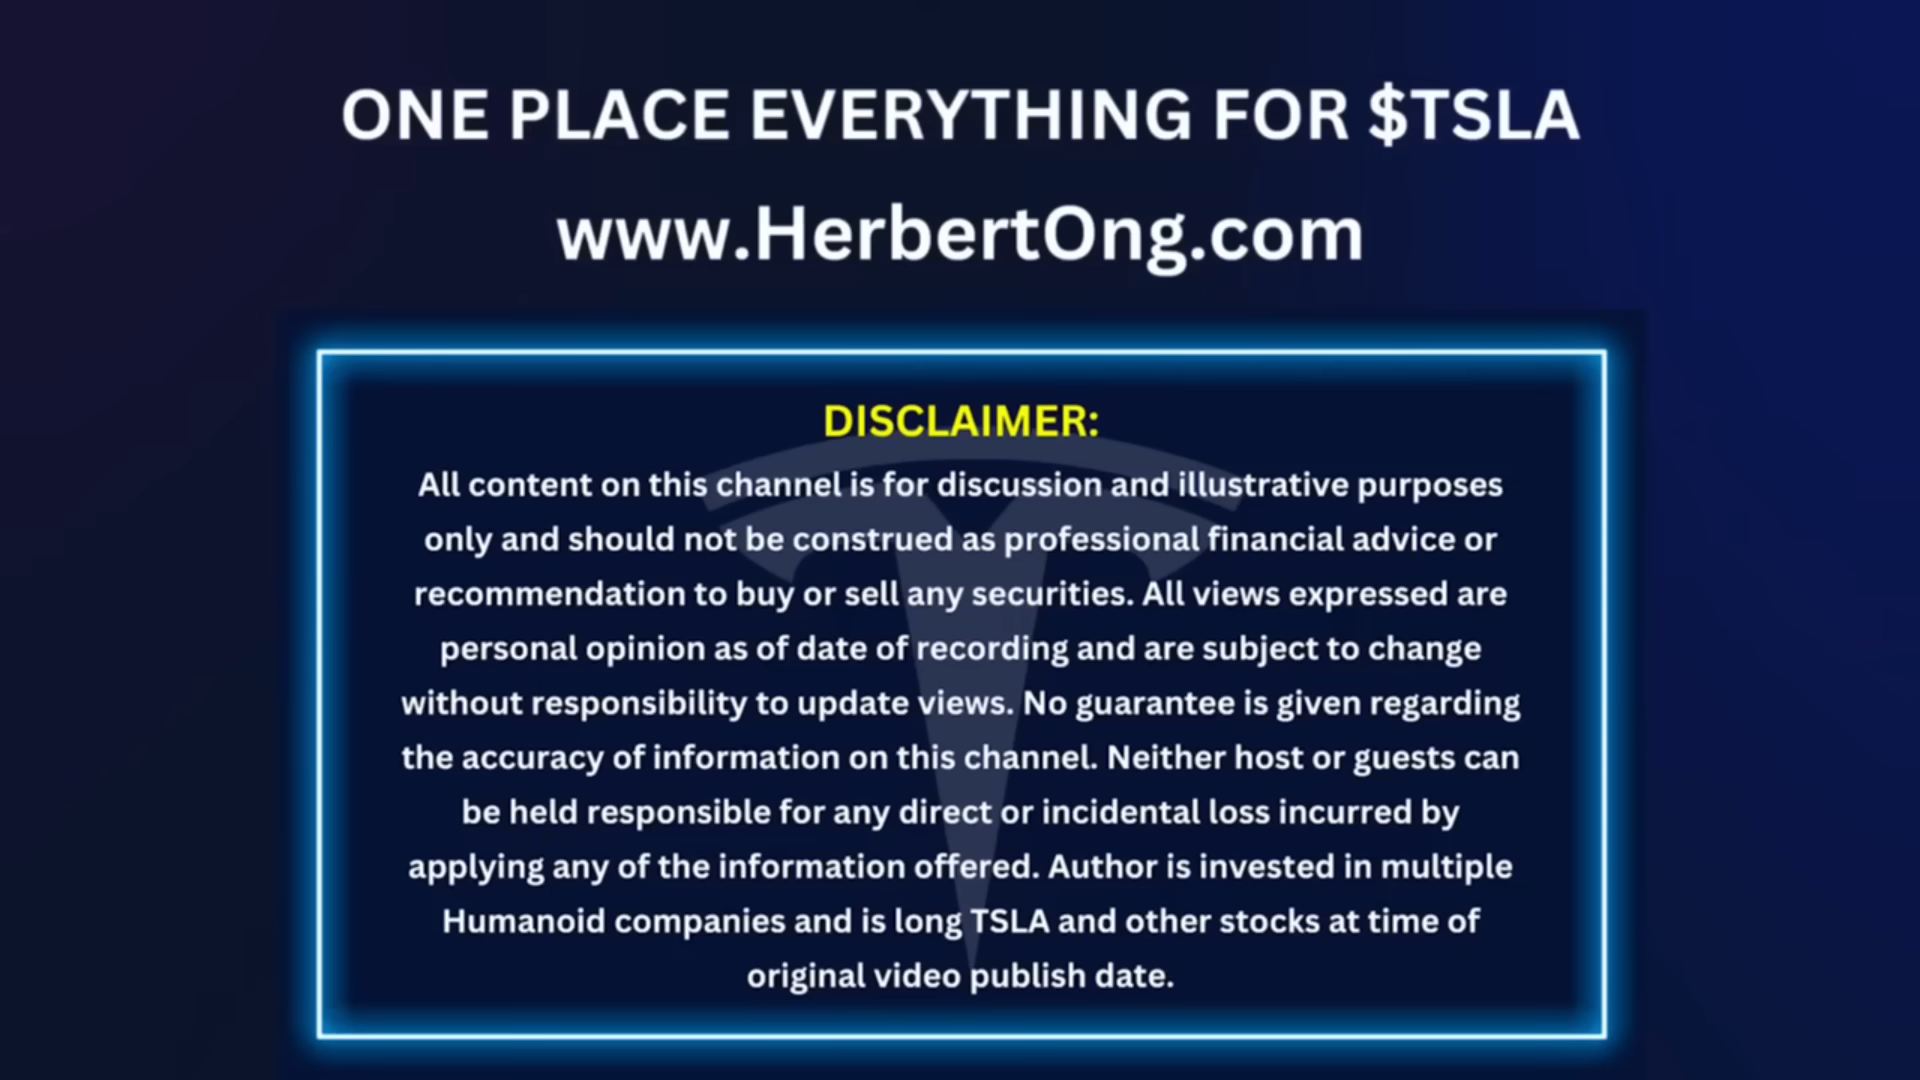 ONE PLACE EVERYTHING FOR $TSLA
www.HerbertOng.com
DISCLAIMER:
All content on this channel is for discussion and illustrative purposes
only and should not be construed as professional financial advice or
recommendation to buy or sell any securities. All views expressed are
personal opinion as of date of recording and are subject to change
without responsibility to update views. No guarantee is given regarding
the accuracy of information on this channel. Neither host or guests can
be held responsible for any direct or incidental loss incurred by
applying any of the information offered. Author is invested in multiple
Humanoid companies and is long TSLA and other stocks at time of
original video publish date.